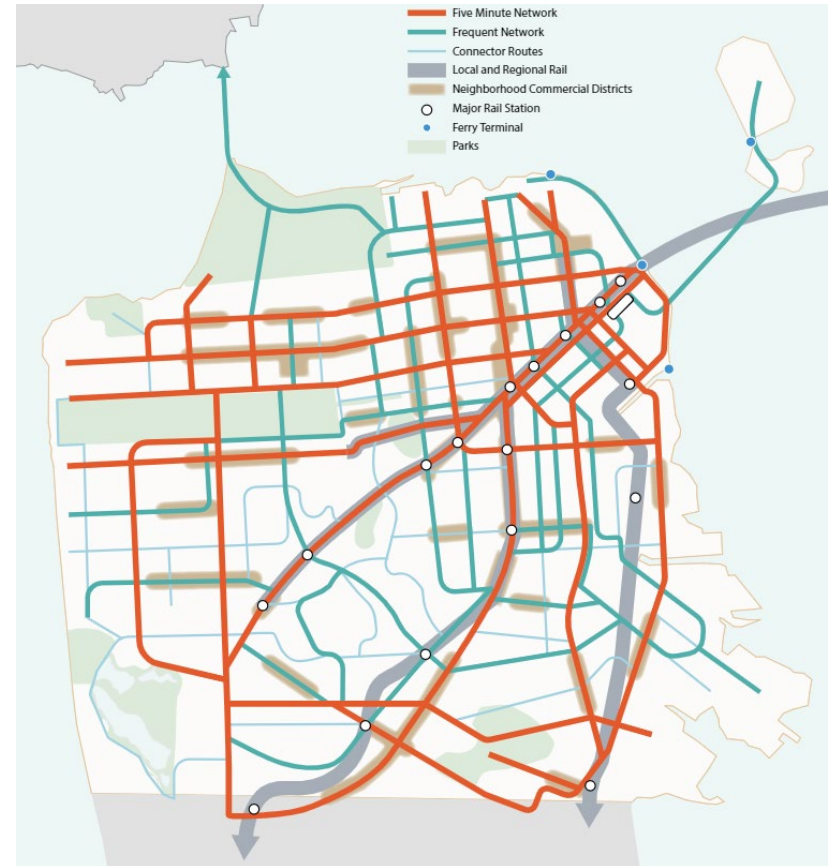 Five Minute Network
Frequent Network
Connector Routes
Local and Regional Rail
Neighborhood Commercial Districts
Major Rail Station
Ferry Terminal
Parks